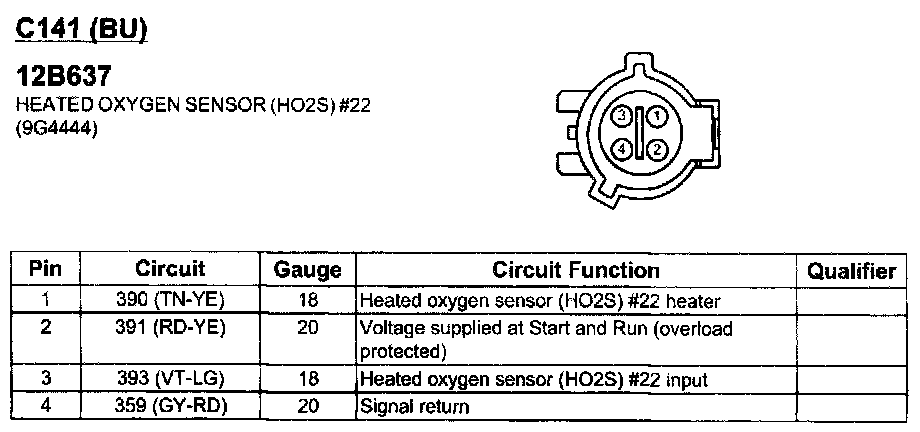 C141 (BU)
12B637
HEATED OXYGEN SENSOR (HO2S) #22
(9G4444)
3 1
4 2
Pin Circuit Gauge Circuit Function Qualifier
1 390 (TN-YE) 18 Heated oxygen sensor (HO2S) #22 heater
2 391 (RD-YE) 20 Voltage supplied at Start and Run (overload
protected)
3 393 (VT-LG) 18 Heated oxygen sensor (HO2S) #22 input
4 359 (GY-RD) 20 Signal return